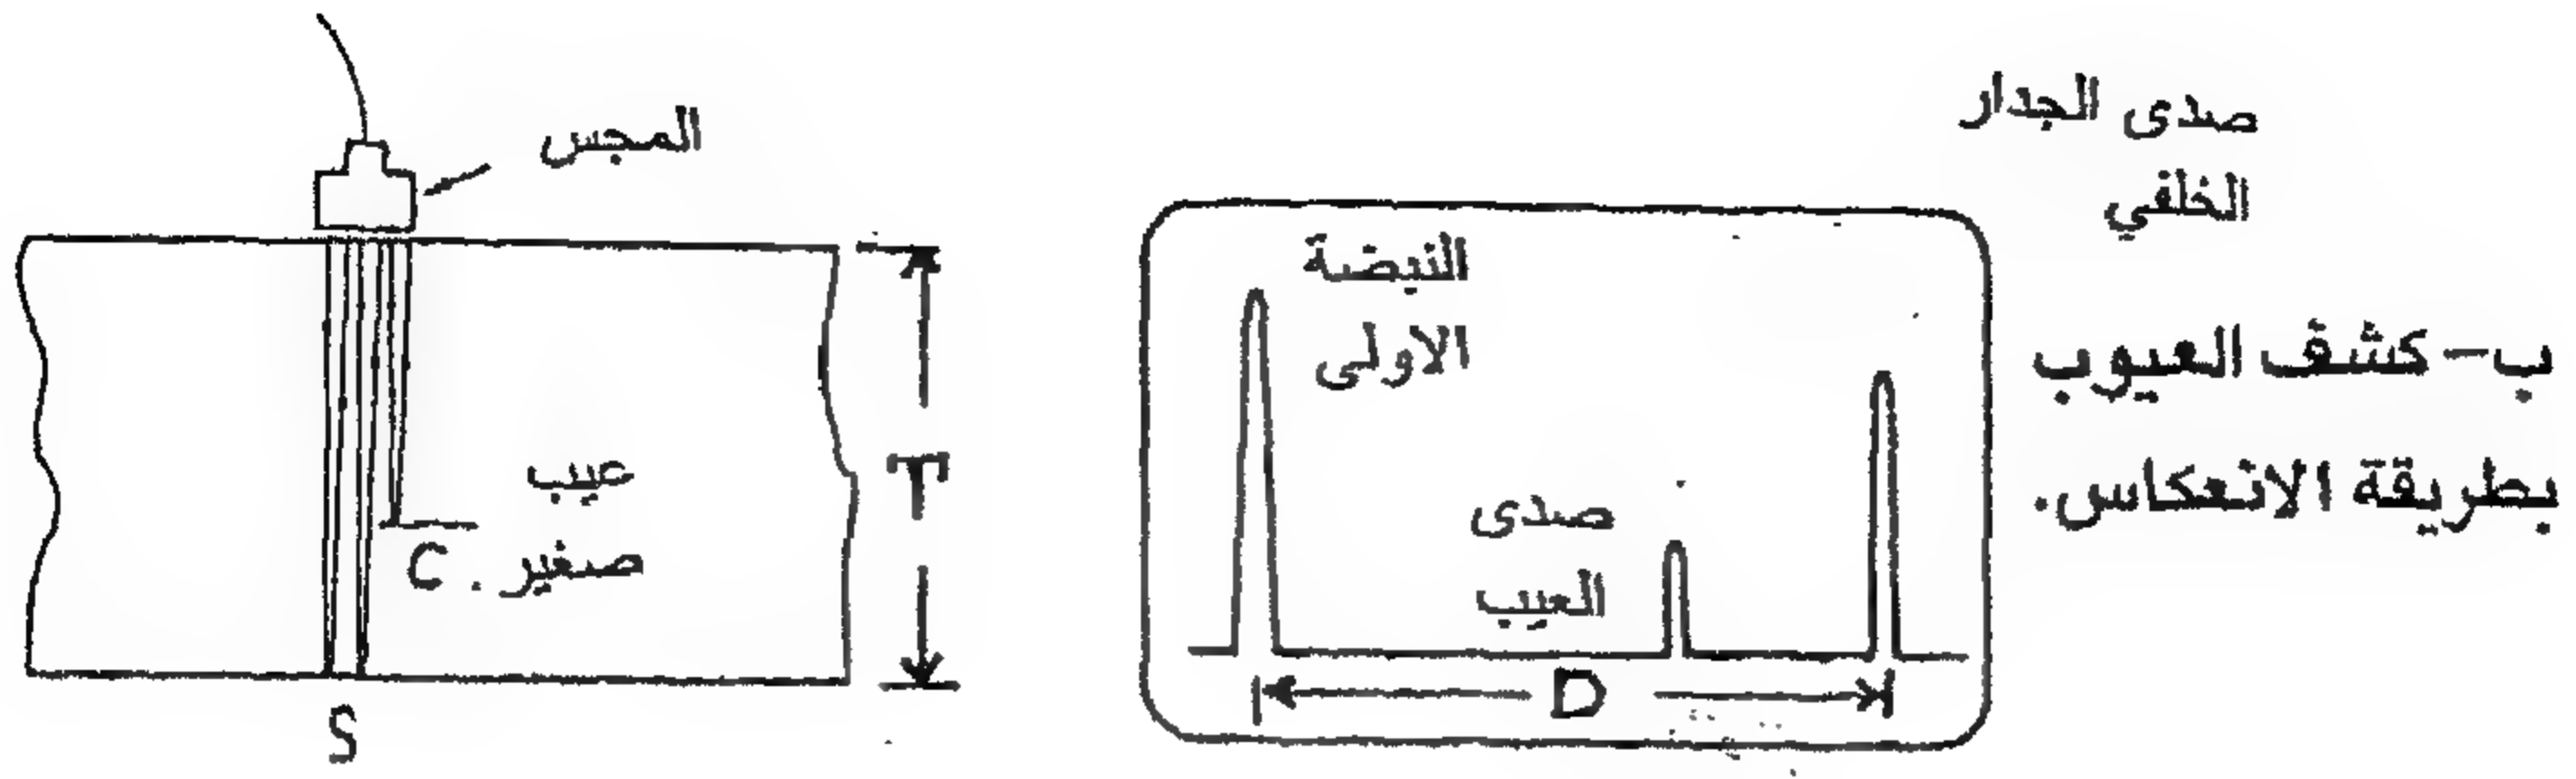 صدى الجدار
الخلفي
المجس
النبضة
الاولى
ب- كشف العيوب
بطريقة الانعكاس.
عيب
صغير.
C
صدى
العيب
T
D
S